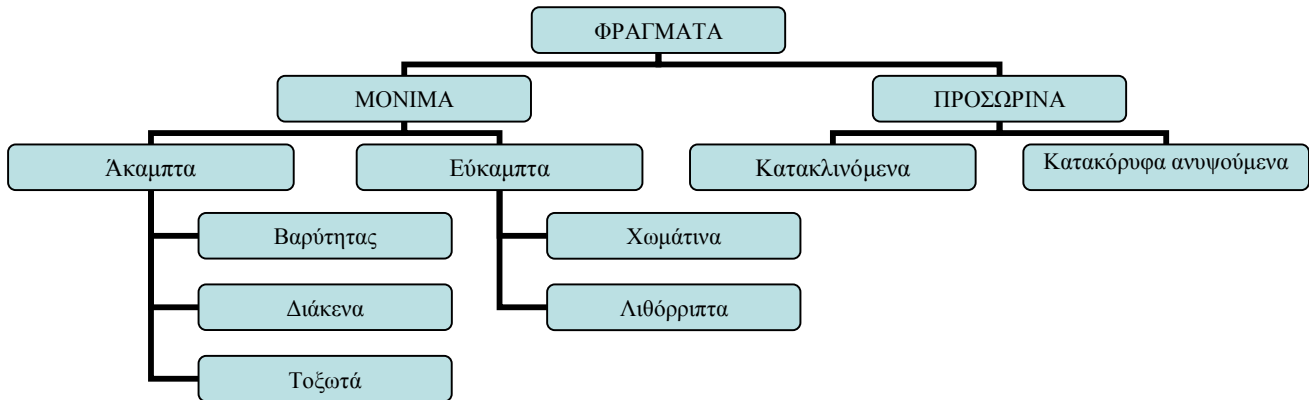 ΦΡΑΓΜΑΤΑ
ΜΟΝΙΜΑ
ΠΡΟΣΩΡΙΝΑ
Άκαμπτα
Εύκαμπτα
Κατακλινόμενα
Κατακόρυφα ανυψούμενα
Βαρύτητας
Χωμάτινα
Διάκενα
Λιθόρριπτα
Τοξωτά